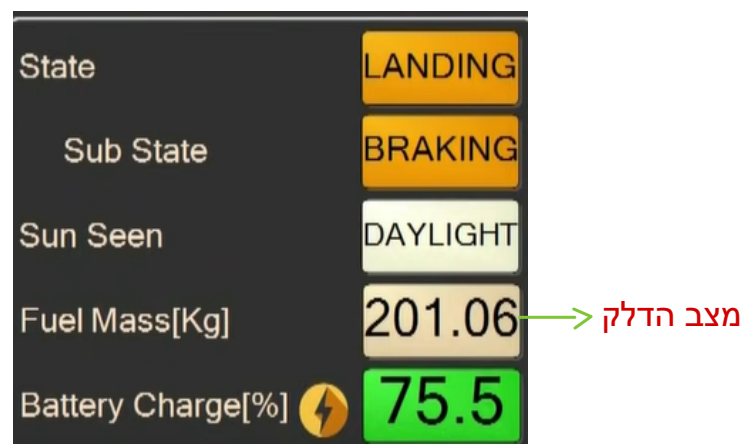 State LANDING
Sub State BRAKING
Sun Seen DAYLIGHT
Fuel Mass[Kg] 201.06 מצב הדלק
Battery Charge[%] 75.5